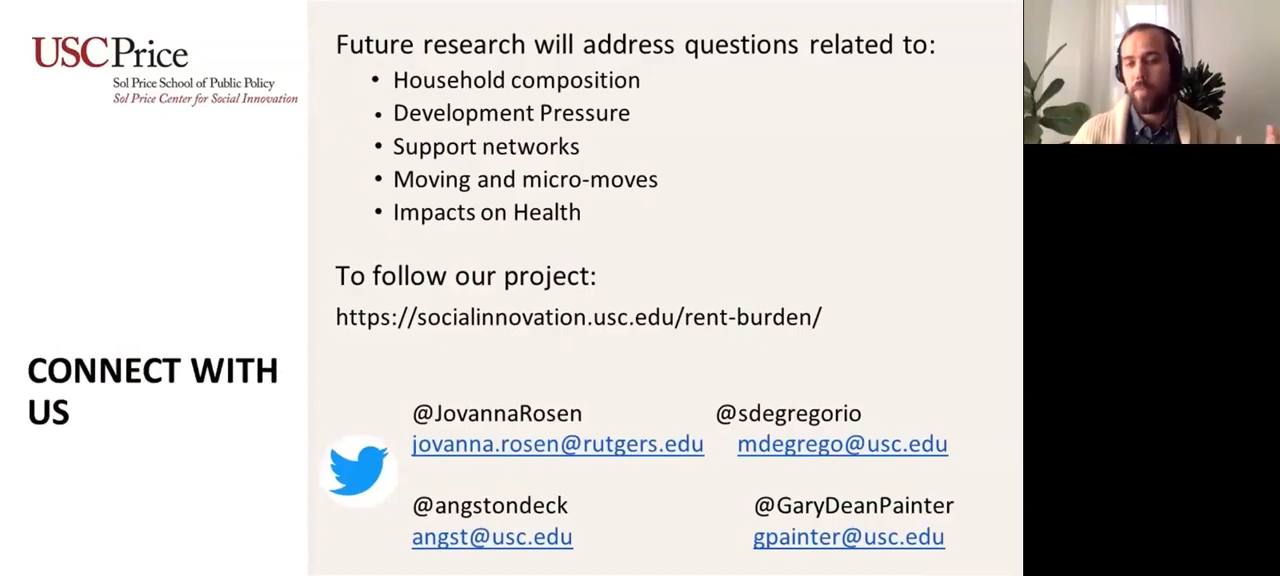 USC Price
Sol Price School of Public Policy
Sol Price Center for Social Innovation
CONNECT WITH
US
Future research will address questions related to:
• Household composition
• Development Pressure
• Support networks
• Moving and micro-moves
• Impacts on Health
To follow our project:
https://socialinnovation.usc.edu/rent-burden/
@JovannaRosen @sdegregorio
jovanna.rosen@rutgers.edu mdegrego@usc.edu
@angstondeck @GaryDeanPainter
angst@usc.edu gpainter@usc.edu